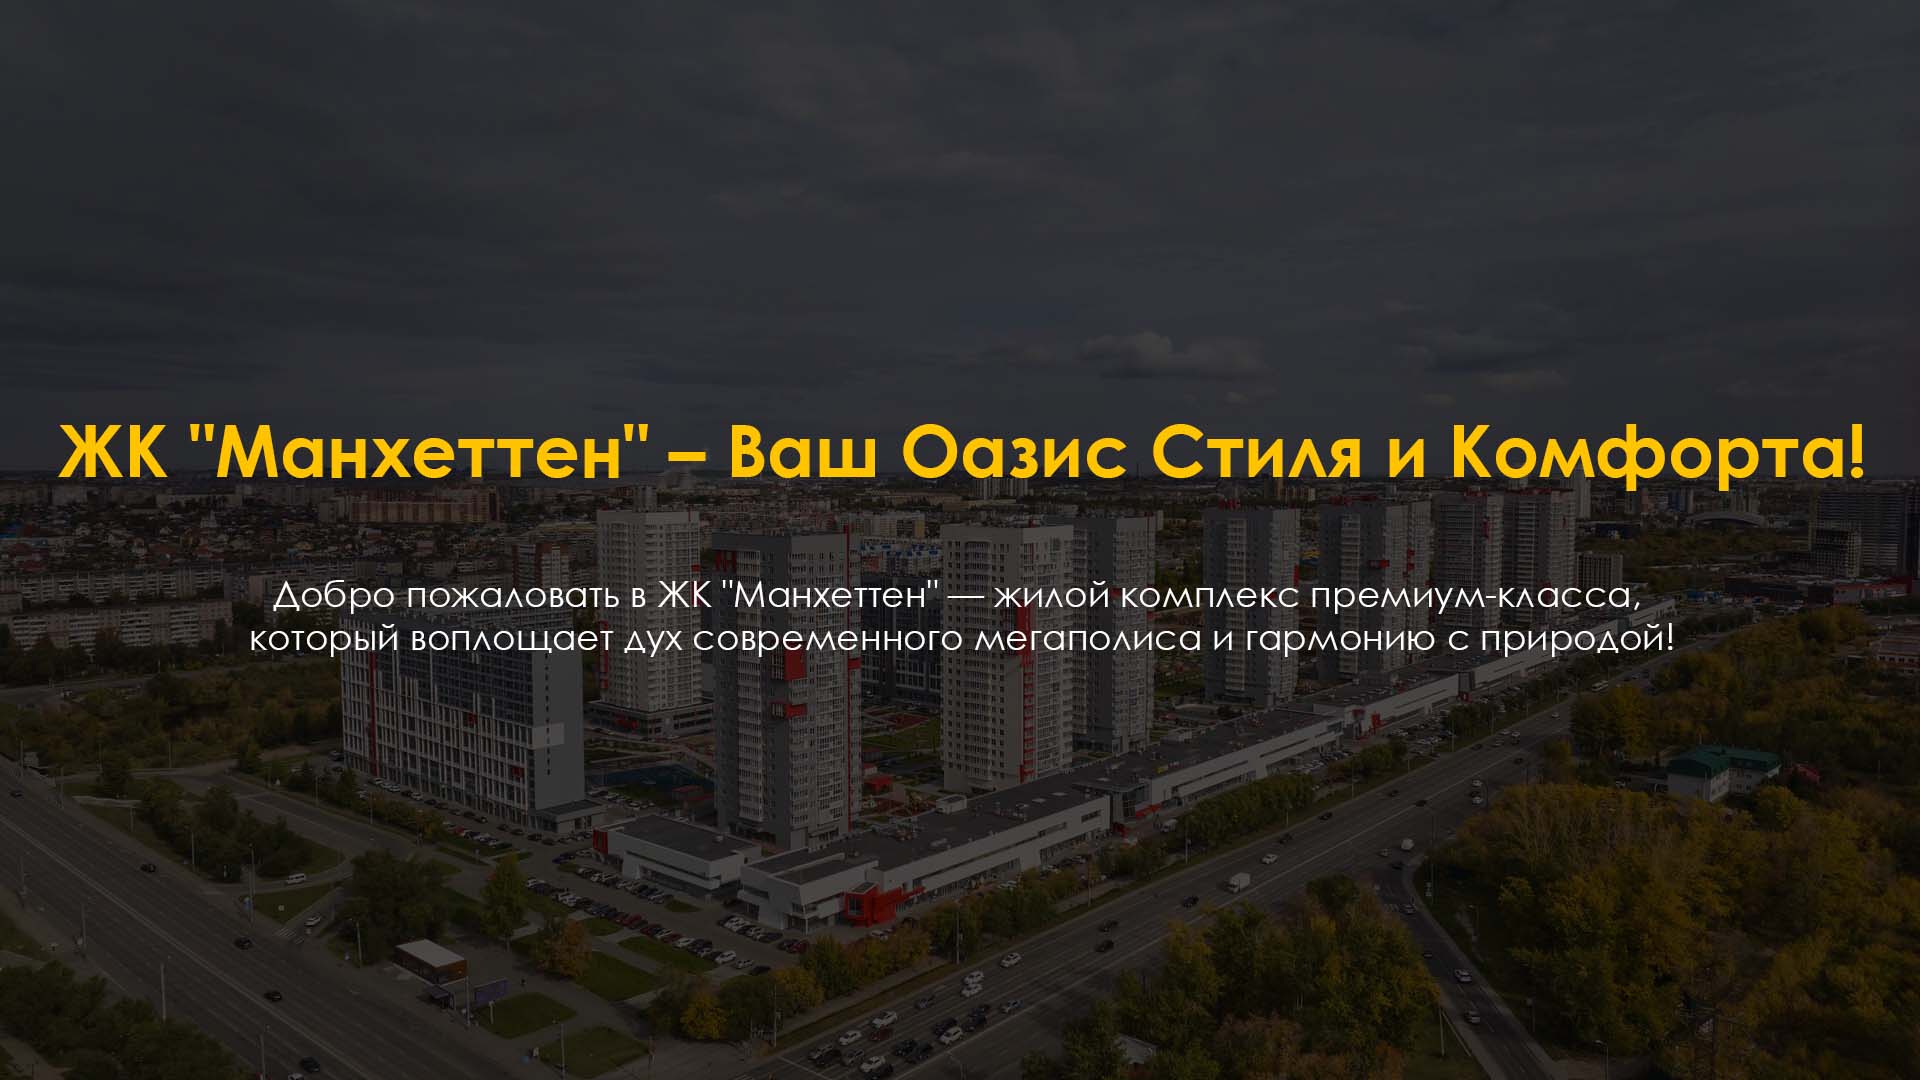 ЖК "Манхеттен" – Ваш Оазис Стиля и Комфорта!
Добро пожаловать в ЖК "Манхеттен" — жилой комплекс премиум-класса,
который воплощает дух современного мегаполиса и гармонию с природой!